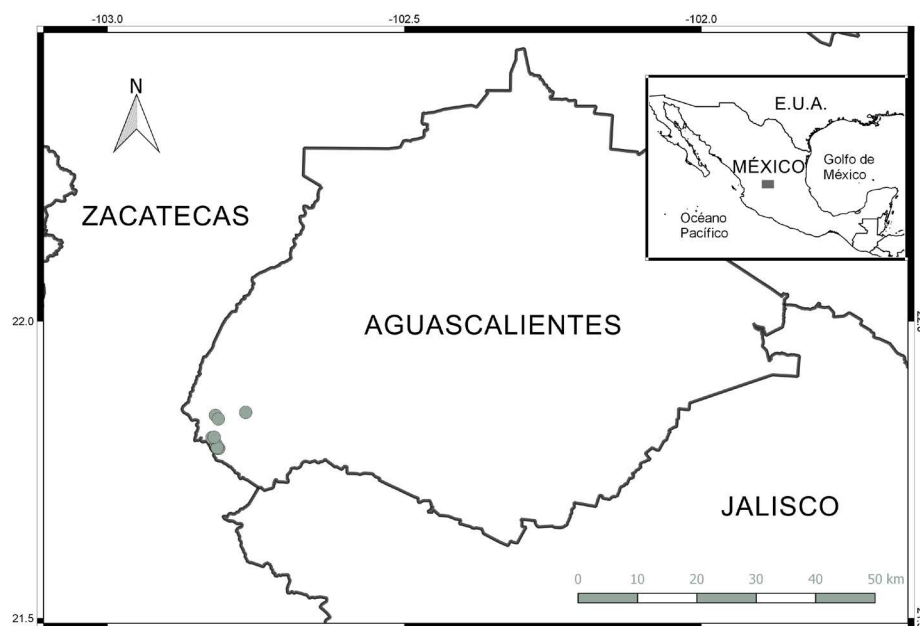 -103.0
-102.5
-102.0
N
E.U.A.
MÉXICO
Golfo de
México
Océano
Pacífico
ZACATECAS
22.0
AGUASCALIENTES
JALISCO
0 10 20 30 40 50 km
21.5